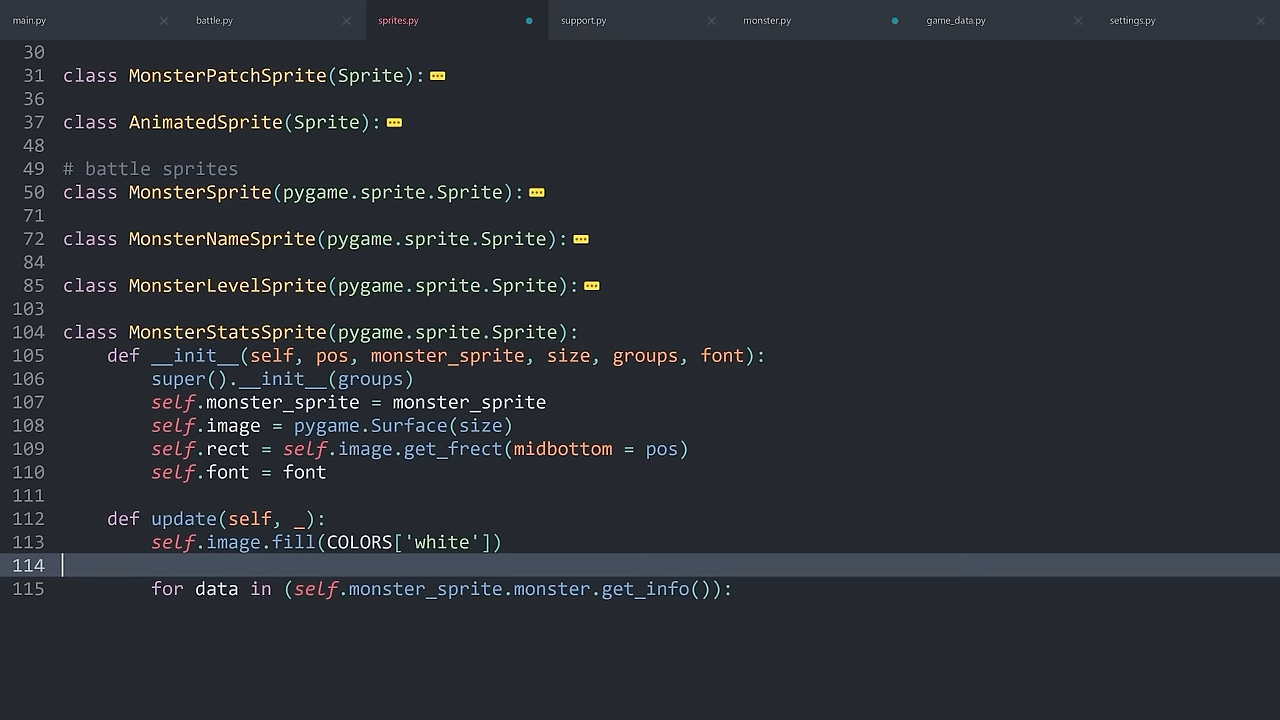 main.py battle.py sprites.py support.py monster.py game_data.py settings.py
30
31 class MonsterPatchSprite(Sprite):
36
37 class AnimatedSprite(Sprite):
48
49 # battle sprites
50 class MonsterSprite(pygame.sprite.Sprite):
71
72 class MonsterNameSprite(pygame.sprite.Sprite):
84
85 class MonsterLevelSprite(pygame.sprite.Sprite):
103
104 class MonsterStatsSprite(pygame.sprite.Sprite):
105     def __init__(self, pos, monster_sprite, size, groups, font):
106         super().__init__(groups)
107         self.monster_sprite = monster_sprite
108         self.image = pygame.Surface(size)
109         self.rect = self.image.get_frect(midbottom = pos)
110         self.font = font
111
112     def update(self, _):
113         self.image.fill(COLORS['white'])
114
115         for data in (self.monster_sprite.monster.get_info()):